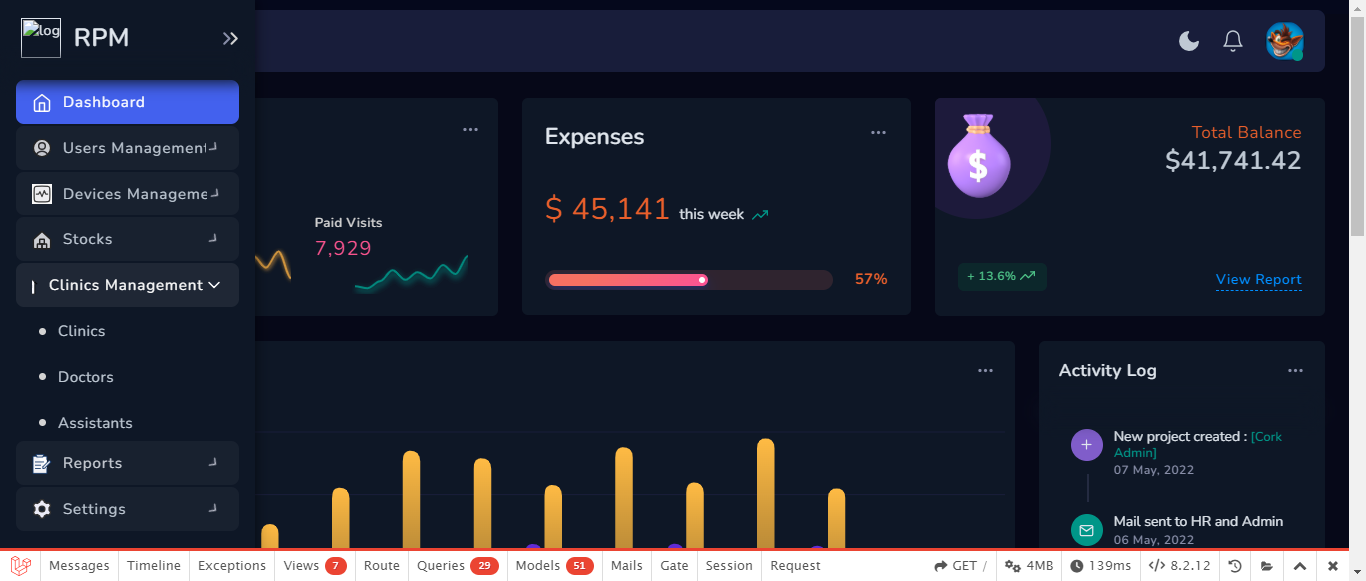 log
RPM
Dashboard
Users Management
Devices Manageme
Stocks
Clinics Management
Clinics
Doctors
Assistants
Reports
Settings
Paid Visits
7,929
Expenses
$ 45,141 this week
57%
$
Total Balance
$41,741.42
+ 13.6%
View Report
Activity Log
New project created : [Cork
Admin]
07 May, 2022
Mail sent to HR and Admin
06 May, 2022
Messages Timeline Exceptions Views 7 Route Queries 29 Models 51 Mails Gate Session Request GET / 4MB 139ms </> 8.2.12